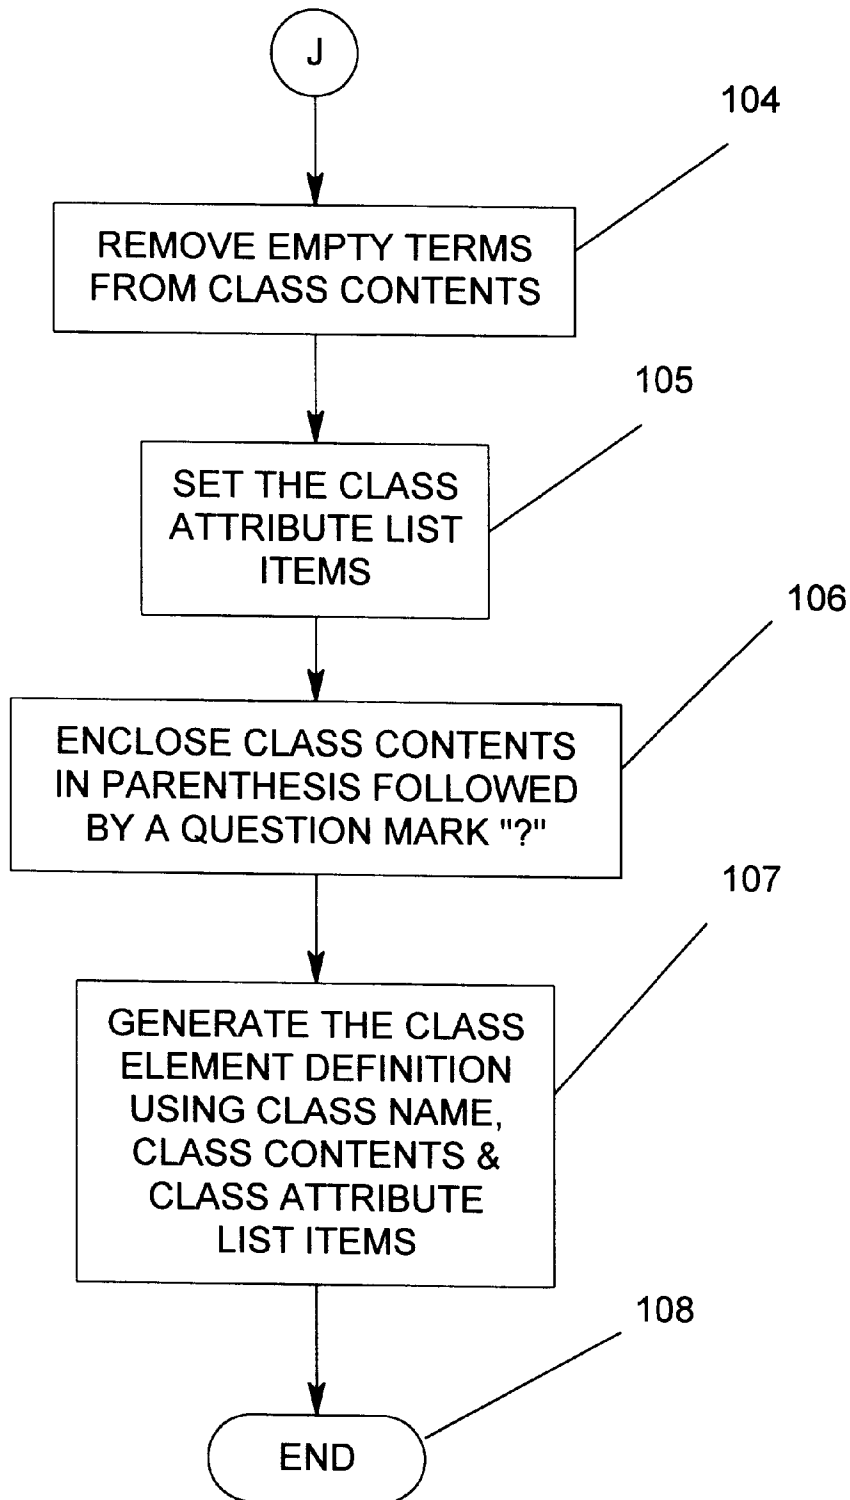 J
104
REMOVE EMPTY TERMS
FROM CLASS CONTENTS
105
SET THE CLASS
ATTRIBUTE LIST
ITEMS
106
ENCLOSE CLASS CONTENTS
IN PARENTHESIS FOLLOWED
BY A QUESTION MARK "?"
107
GENERATE THE CLASS
ELEMENT DEFINITION
USING CLASS NAME,
CLASS CONTENTS &
CLASS ATTRIBUTE
LIST ITEMS
108
END